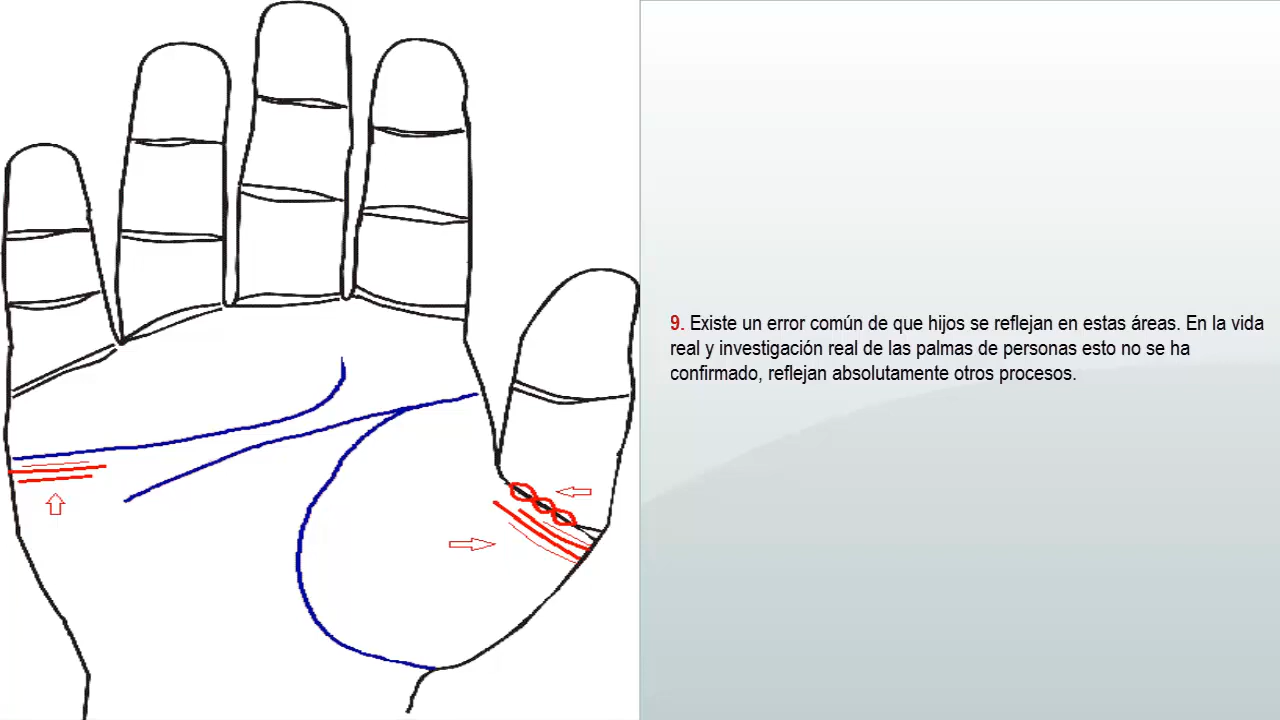 9. Existe un error común de que hijos se reflejan en estas áreas. En la vida
real y investigación real de las palmas de personas esto no se ha
confirmado, reflejan absolutamente otros procesos.